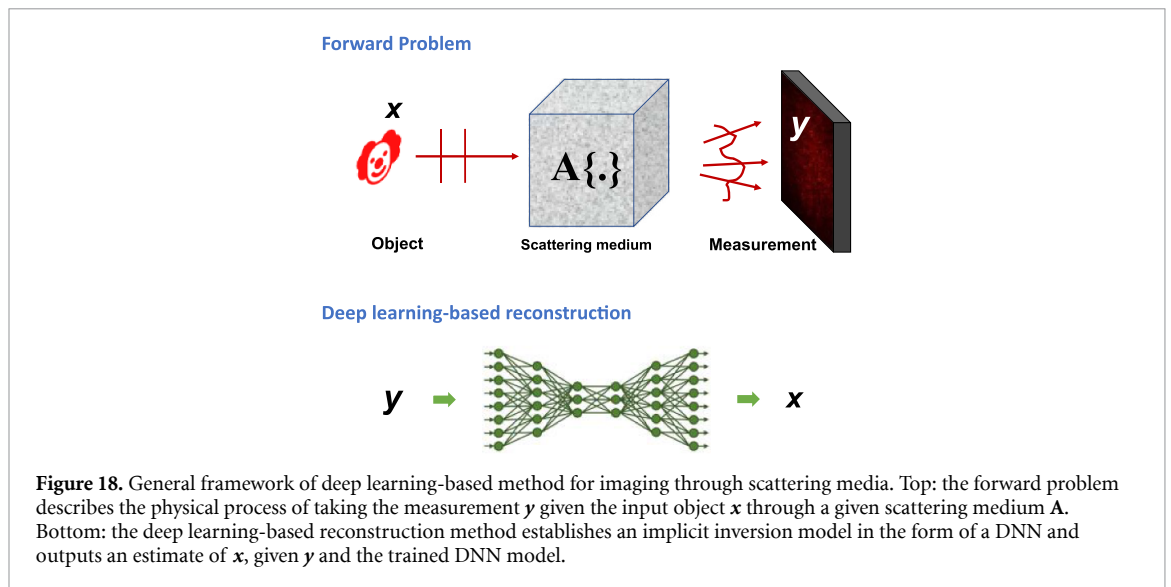 Forward Problem
x
A{.}
y
Object
Scattering medium
Measurement
Deep learning-based reconstruction
y
x
Figure 18. General framework of deep learning-based method for imaging through scattering media. Top: the forward problem
describes the physical process of taking the measurement y given the input object x through a given scattering medium A.
Bottom: the deep learning-based reconstruction method establishes an implicit inversion model in the form of a DNN and
outputs an estimate of x, given y and the trained DNN model.